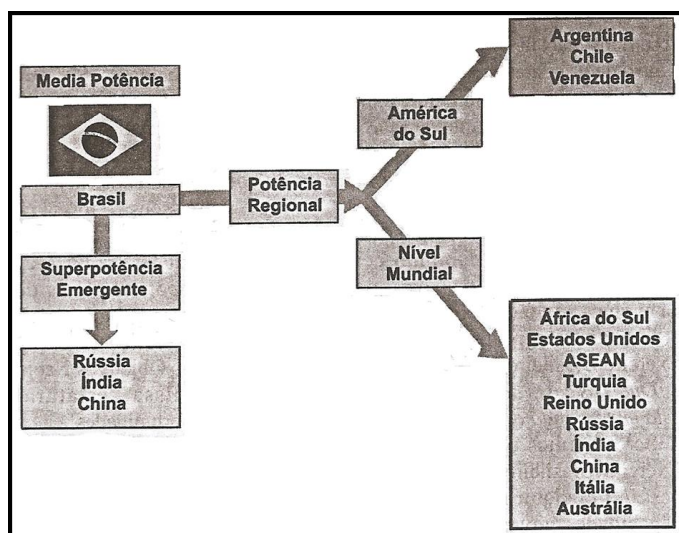 Media Potência
Brasil
Superpotência
Emergente
Rússia
Índia
China
Potência
Regional
América
do Sul
Argentina
Chile
Venezuela
Nível
Mundial
África do Sul
Estados Unidos
ASEAN
Turquia
Reino Unido
Rússia
Índia
China
Itália
Austrália